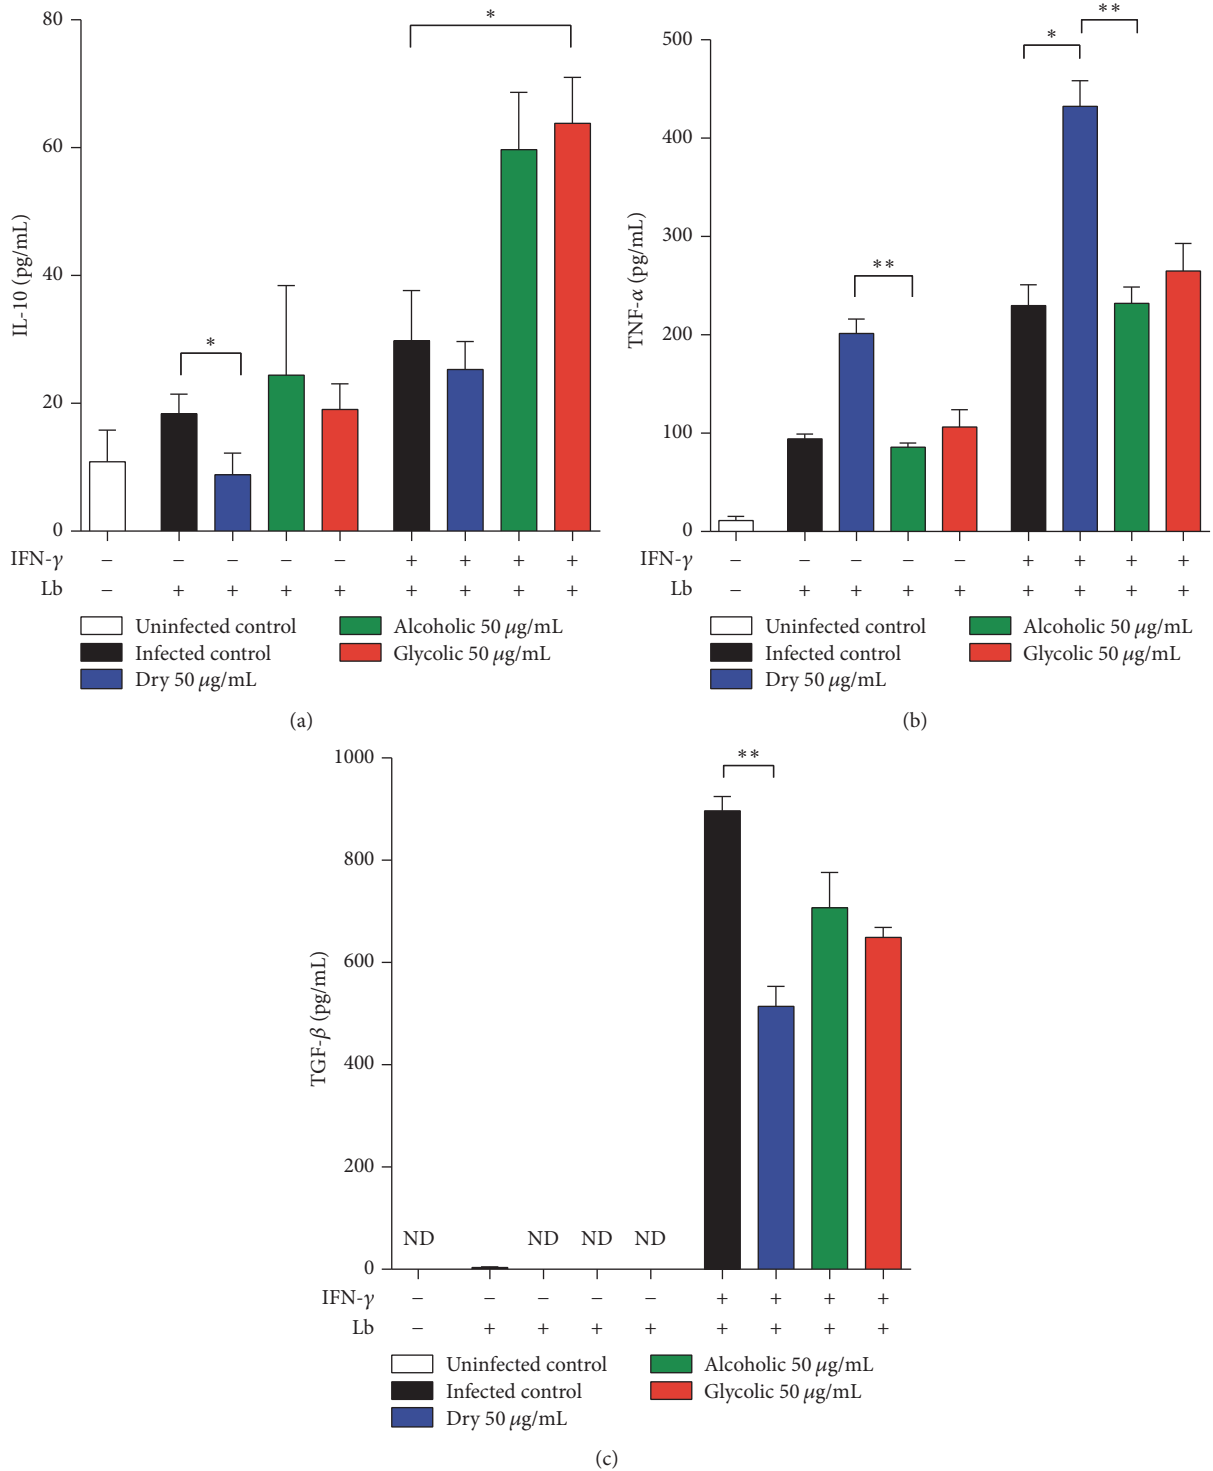 80
60
40
20
0
IL-10 (pg/mL)
*
*
IFN-γ − − − − − + + + +
Lb − + + + + + + + +
Uninfected control
Infected control
Dry 50 μg/mL
Alcoholic 50 μg/mL
Glycolic 50 μg/mL
(a)
500
400
300
200
100
0
TNF-α (pg/mL)
**
*
**
IFN-γ − − − − − + + + +
Lb − + + + + + + + +
Uninfected control
Infected control
Dry 50 μg/mL
Alcoholic 50 μg/mL
Glycolic 50 μg/mL
(b)
1000
800
600
400
200
0
TGF-β (pg/mL)
**
ND ND ND ND
IFN-γ − − − − − + + + +
Lb − + + + + + + + +
Uninfected control
Infected control
Dry 50 μg/mL
Alcoholic 50 μg/mL
Glycolic 50 μg/mL
(c)